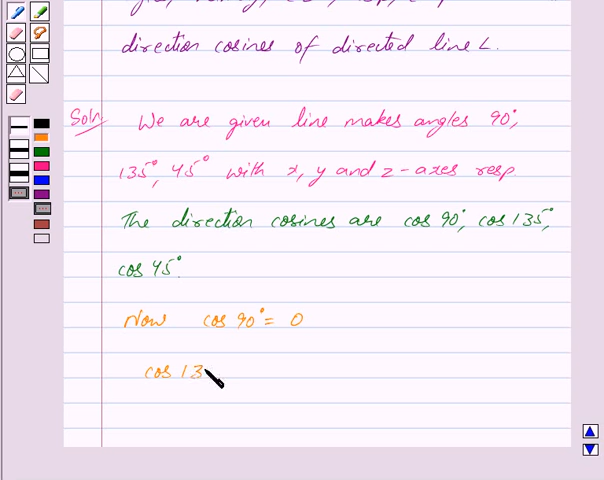 direction cosines of directed line L.
Soln We are given line makes angles 90°,
135°, 45° with x, y and z-axes resp.
The direction cosines are cos 90°, cos 135°,
cos 45°.
Now cos 90° = 0
cos 13